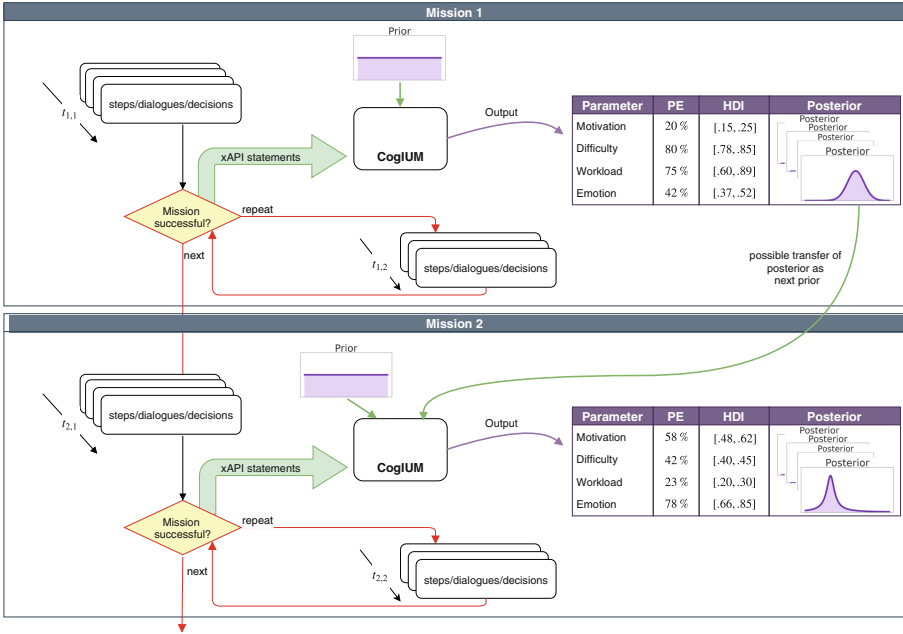 Mission 1
Prior
steps/dialogues/decisions
t1,1
CogIUM
Output
xAPI statements
Parameter PE HDI Posterior
Motivation 20 % [.15,.25]
Difficulty 80 % [.78,.85]
Workload 75 % [.60,.89]
Emotion 42 % [.37,.52]
Posterior
Posterior
Posterior
Posterior
Mission
successful?
repeat
next
t1,2
steps/dialogues/decisions
possible transfer of
posterior as
next prior
Mission 2
Prior
steps/dialogues/decisions
t2,1
CogIUM
Output
xAPI statements
Parameter PE HDI Posterior
Motivation 58 % [.48,.62]
Difficulty 42 % [.40,.45]
Workload 23 % [.20,.30]
Emotion 78 % [.66,.85]
Posterior
Posterior
Posterior
Posterior
Mission
successful?
repeat
next
t2,2
steps/dialogues/decisions